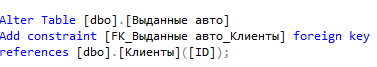 Alter Table [dbo].[Выданные авто]
Add constraint [FK_Выданные авто_Клиенты] foreign key
references [dbo].[Клиенты]([ID]);